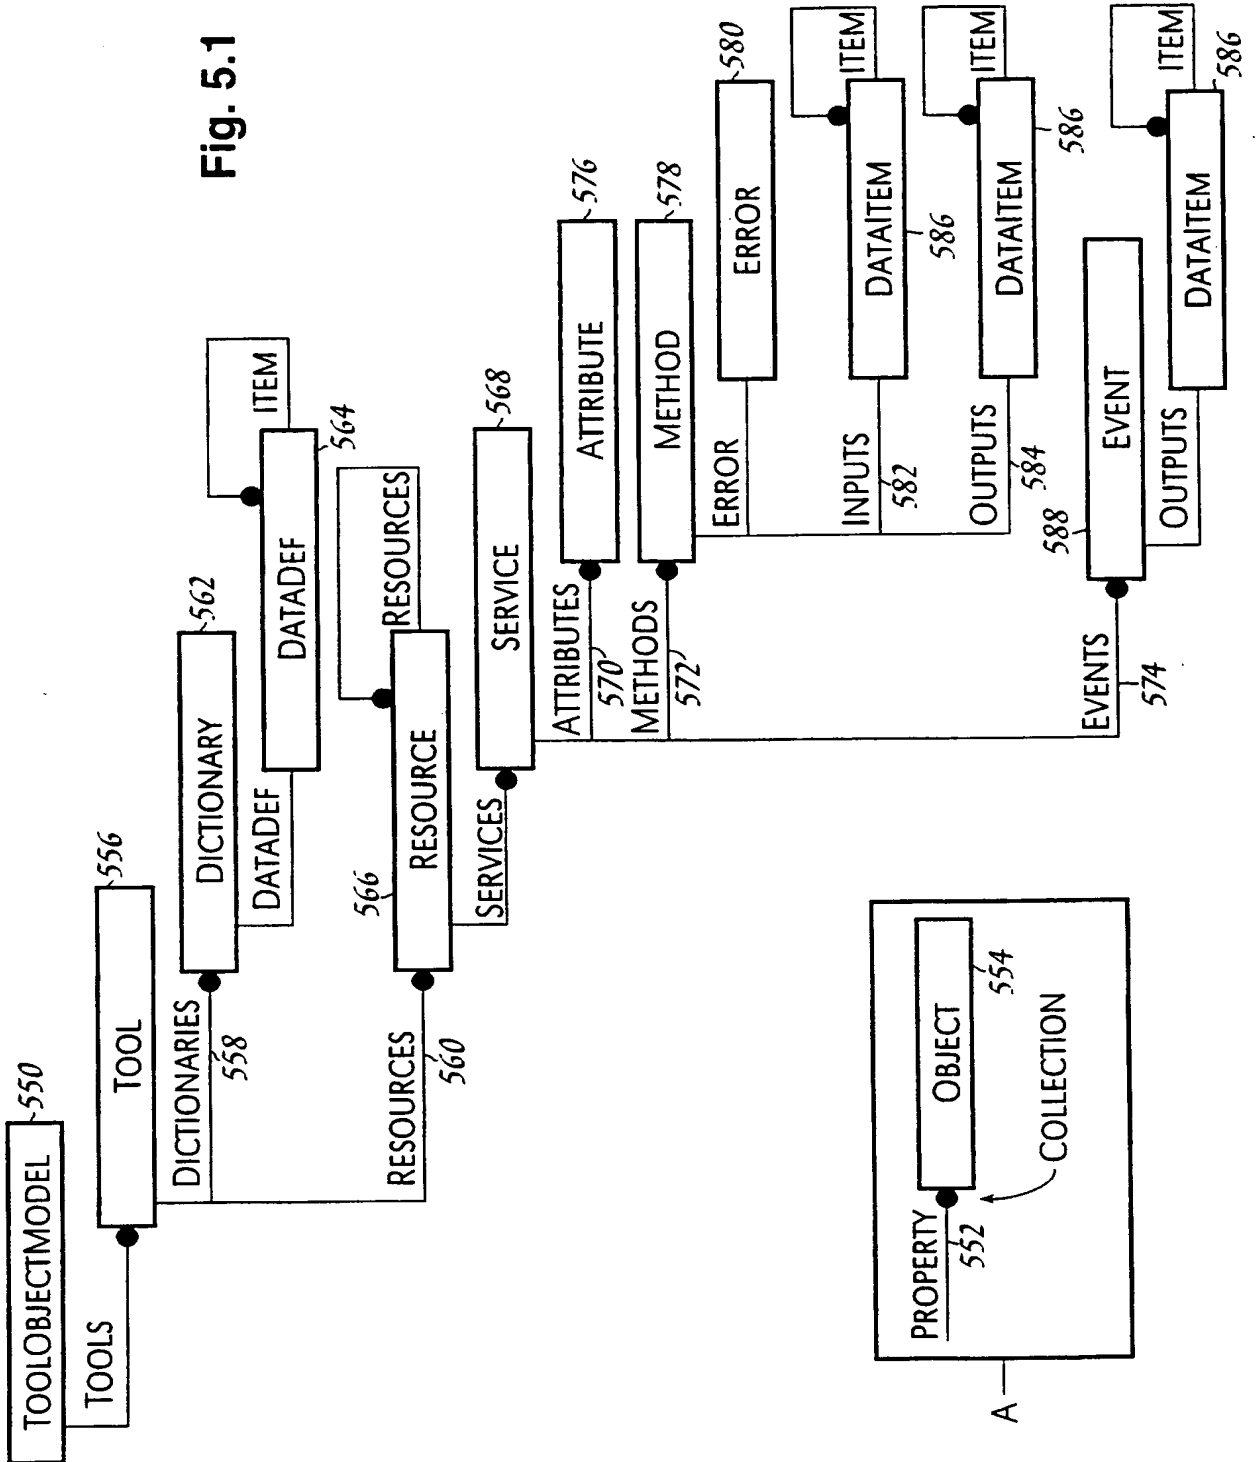 Fig. 5.1
TOOLOBJECTMODEL
550
TOOLS
TOOL
556
DICTIONARIES
558
DICTIONARY
562
DATADEF
DATADEF
564
ITEM
RESOURCES
560
566
RESOURCE
RESOURCES
SERVICES
SERVICE
568
ATTRIBUTES
570
ATTRIBUTE
576
METHODS
572
METHOD
578
ERROR
ERROR
580
INPUTS
582
DATAITEM
586
ITEM
OUTPUTS
584
DATAITEM
586
ITEM
EVENTS
574
588
EVENT
OUTPUTS
DATAITEM
586
ITEM
A
PROPERTY
552
OBJECT
554
COLLECTION